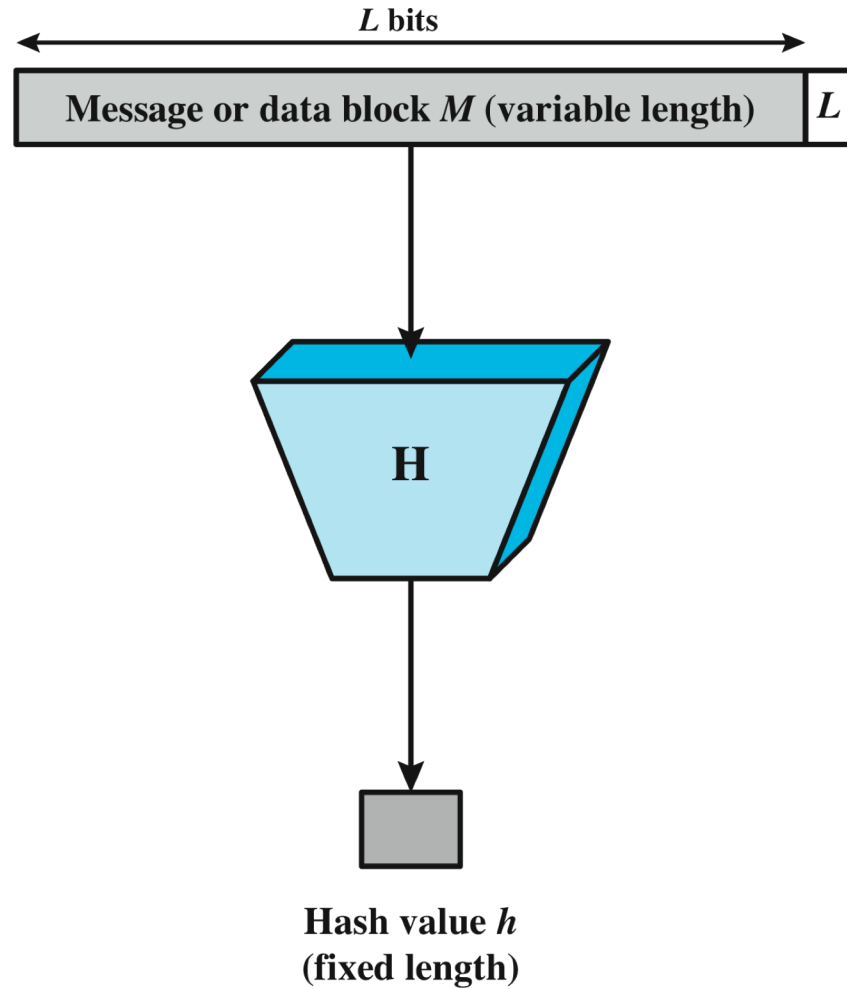 L bits
Message or data block M (variable length) L
H
Hash value h
(fixed length)